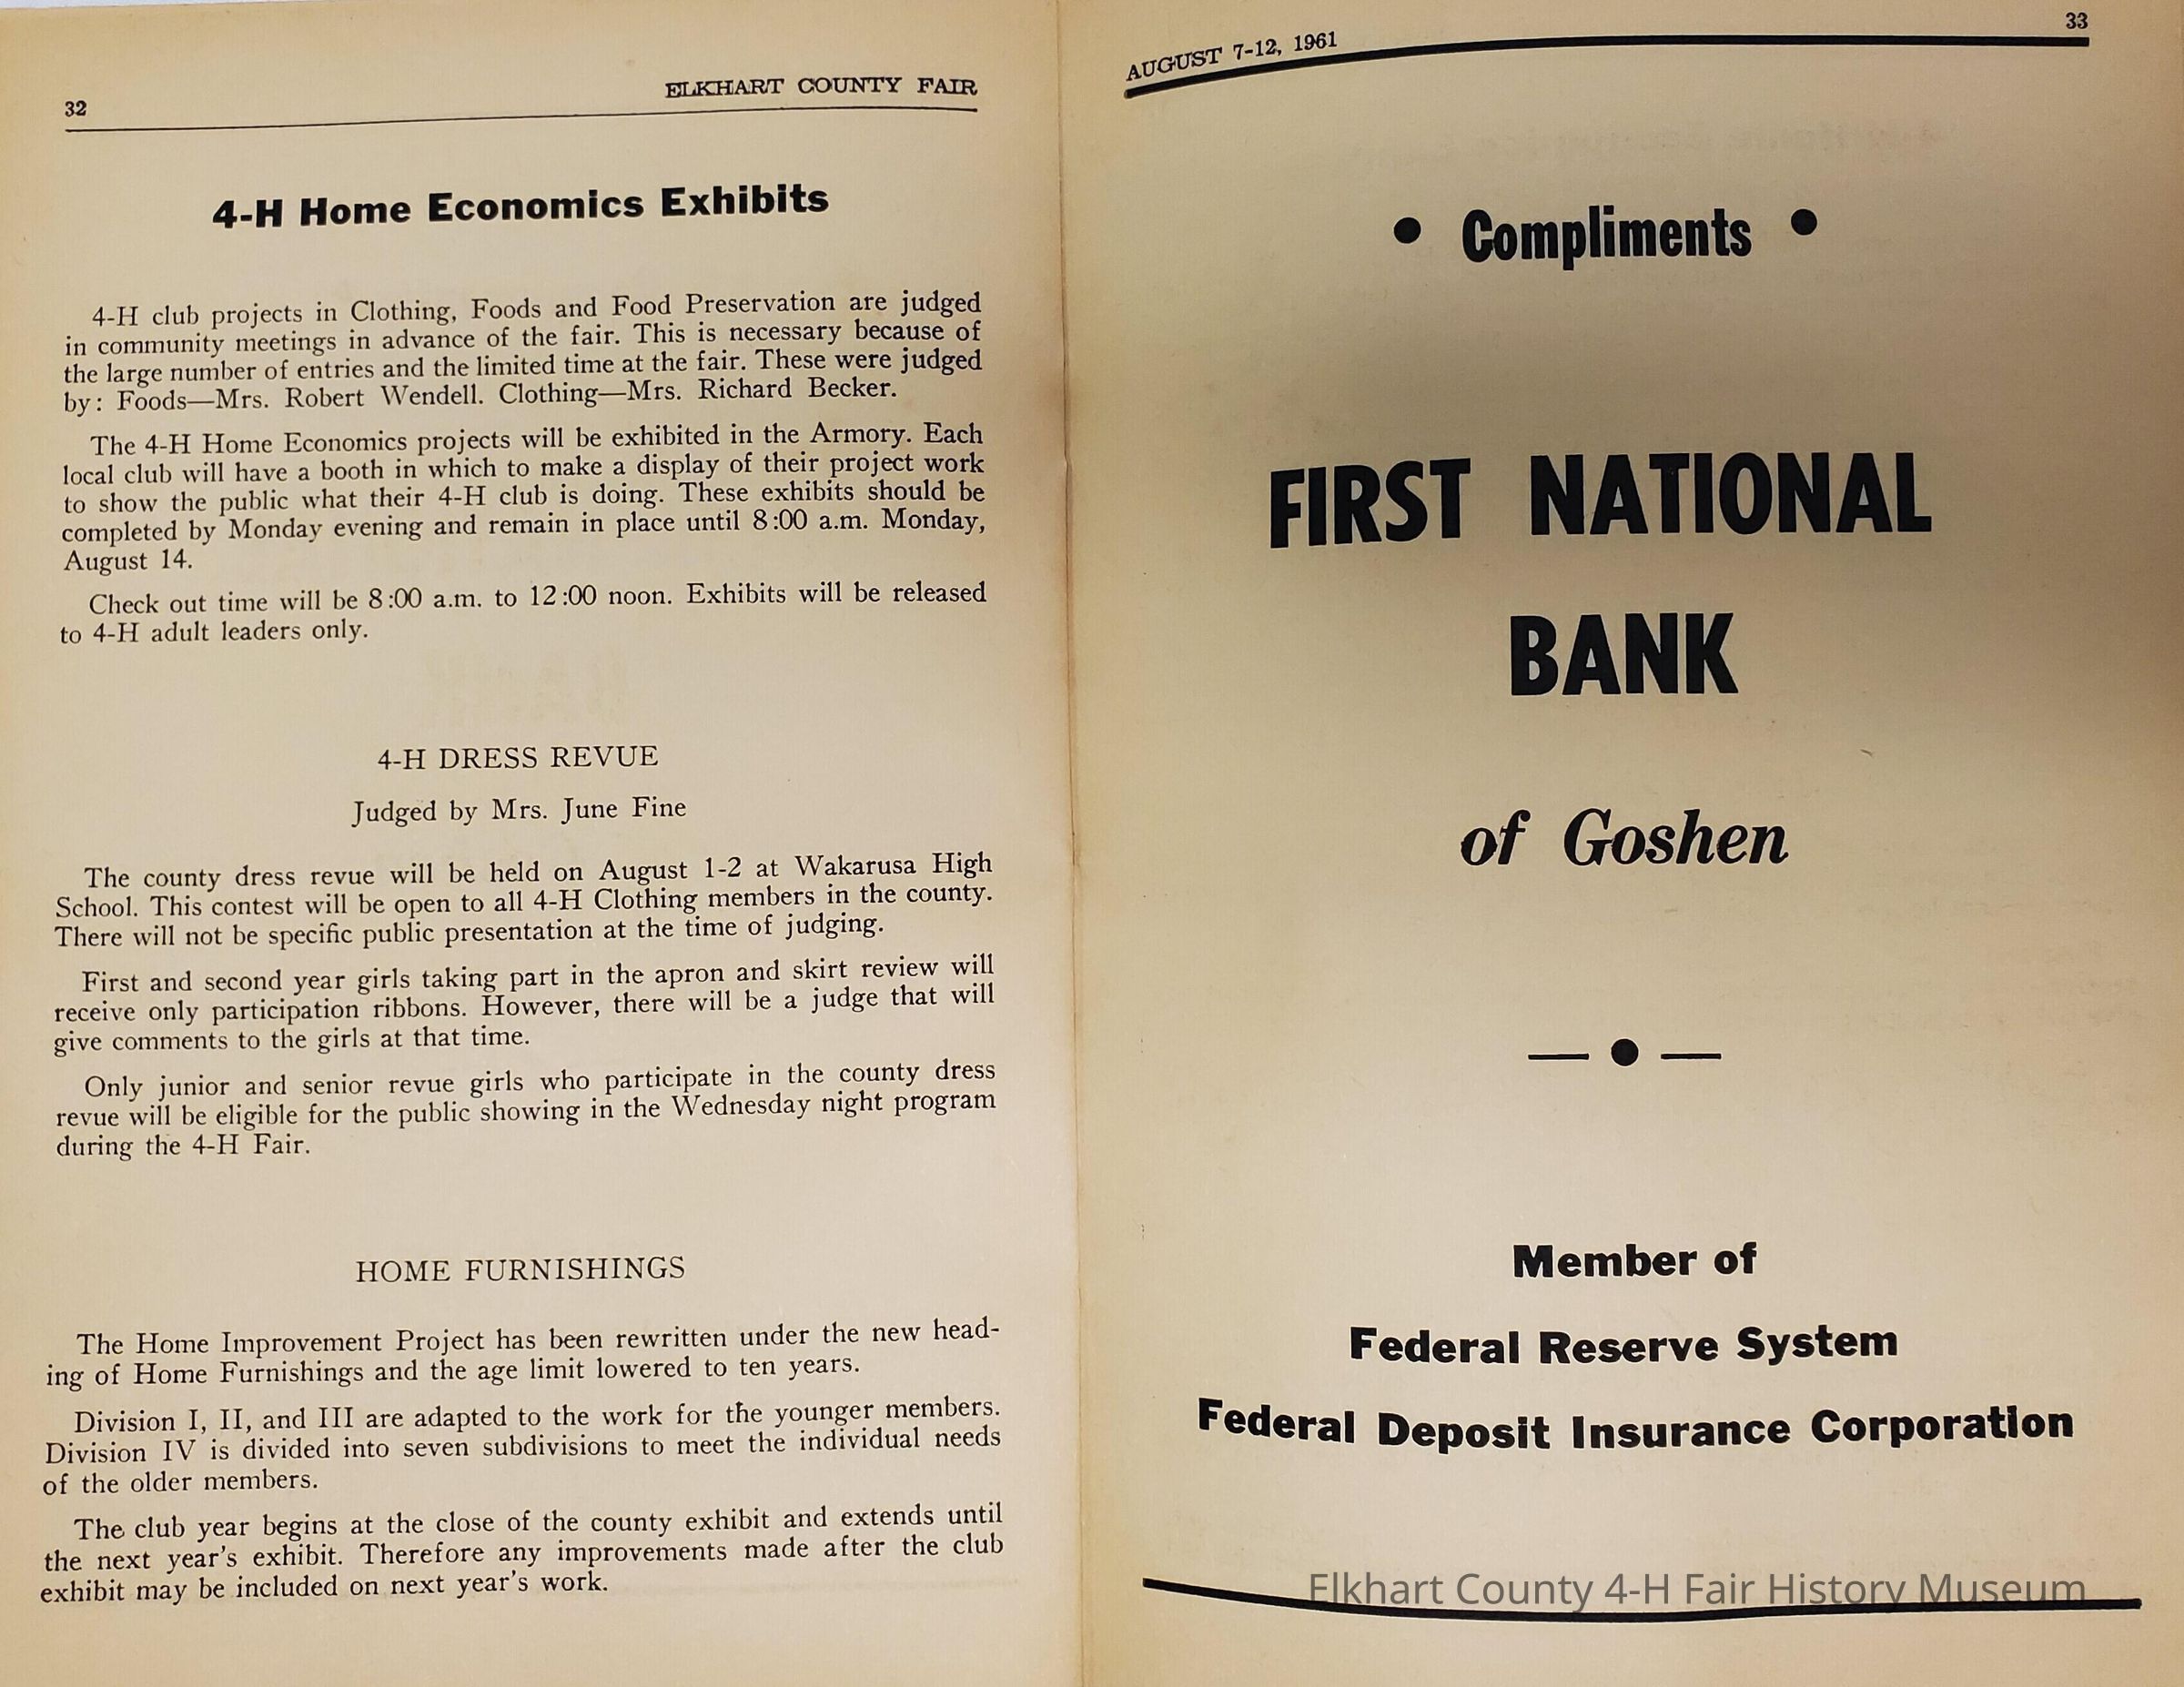 32
ELKHART COUNTY FAIR
4-H Home Economics Exhibits
4-H club projects in Clothing, Foods and Food Preservation are judged
in community meetings in advance of the fair. This is necessary because of
the large number of entries and the limited time at the fair. These were judged
by: Foods—Mrs. Robert Wendell. Clothing—Mrs. Richard Becker.
The 4-H Home Economics projects will be exhibited in the Armory. Each
local club will have a booth in which to make a display of their project work
to show the public what their 4-H club is doing. These exhibits should be
completed by Monday evening and remain in place until 8:00 a.m. Monday,
August 14.
Check out time will be 8:00 a.m. to 12:00 noon. Exhibits will be released
to 4-H adult leaders only.
4-H DRESS REVUE
Judged by Mrs. June Fine
The county dress revue will be held on August 1-2 at Wakarusa High
School. This contest will be open to all 4-H Clothing members in the county.
There will not be specific public presentation at the time of judging.
First and second year girls taking part in the apron and skirt review will
receive only participation ribbons. However, there will be a judge that will
give comments to the girls at that time.
Only junior and senior revue girls who participate in the county dress
revue will be eligible for the public showing in the Wednesday night program
during the 4-H Fair.
HOME FURNISHINGS
The Home Improvement Project has been rewritten under the new head-
ing of Home Furnishings and the age limit lowered to ten years.
Division I, II, and III are adapted to the work for the younger members.
Division IV is divided into seven subdivisions to meet the individual needs
of the older members.
The club year begins at the close of the county exhibit and extends until
the next year's exhibit. Therefore any improvements made after the club
exhibit may be included on next year's work.
AUGUST 7-12, 1961
33
• Compliments •
FIRST NATIONAL
BANK
of Goshen
Member of
Federal Reserve System
Federal Deposit Insurance Corporation
Elkhart County 4-H Fair History Museum